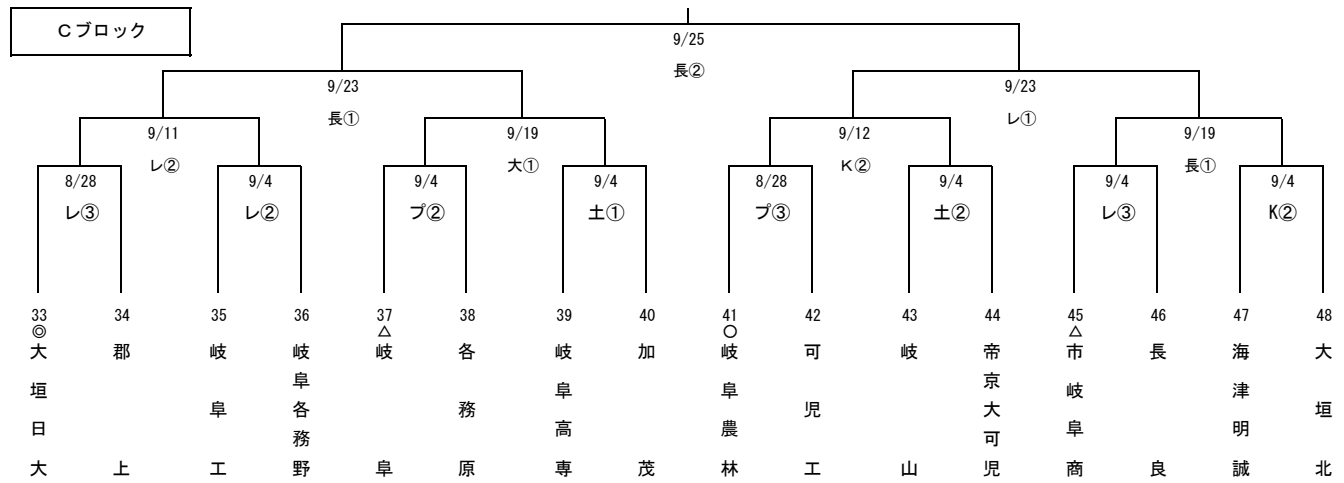 Cブロック
9/25
長②
9/23 9/23
長① レ①
9/11 9/19 9/12 9/19
レ② 大① K② 長①
8/28 9/4 9/4 9/4 8/28 9/4 9/4 9/4
レ③ レ② プ② 土① プ③ 土② レ③ K②
33 34 35 36 37 38 39 40 41 42 43 44 45 46 47 48
◎ △ ○ △
大垣日大
郡上
岐阜工
岐阜各務野
岐阜
各務原
岐阜高専
加茂
岐阜農林
可児工
岐山
帝京大可児
市岐阜商
長良
海津明誠
大垣北